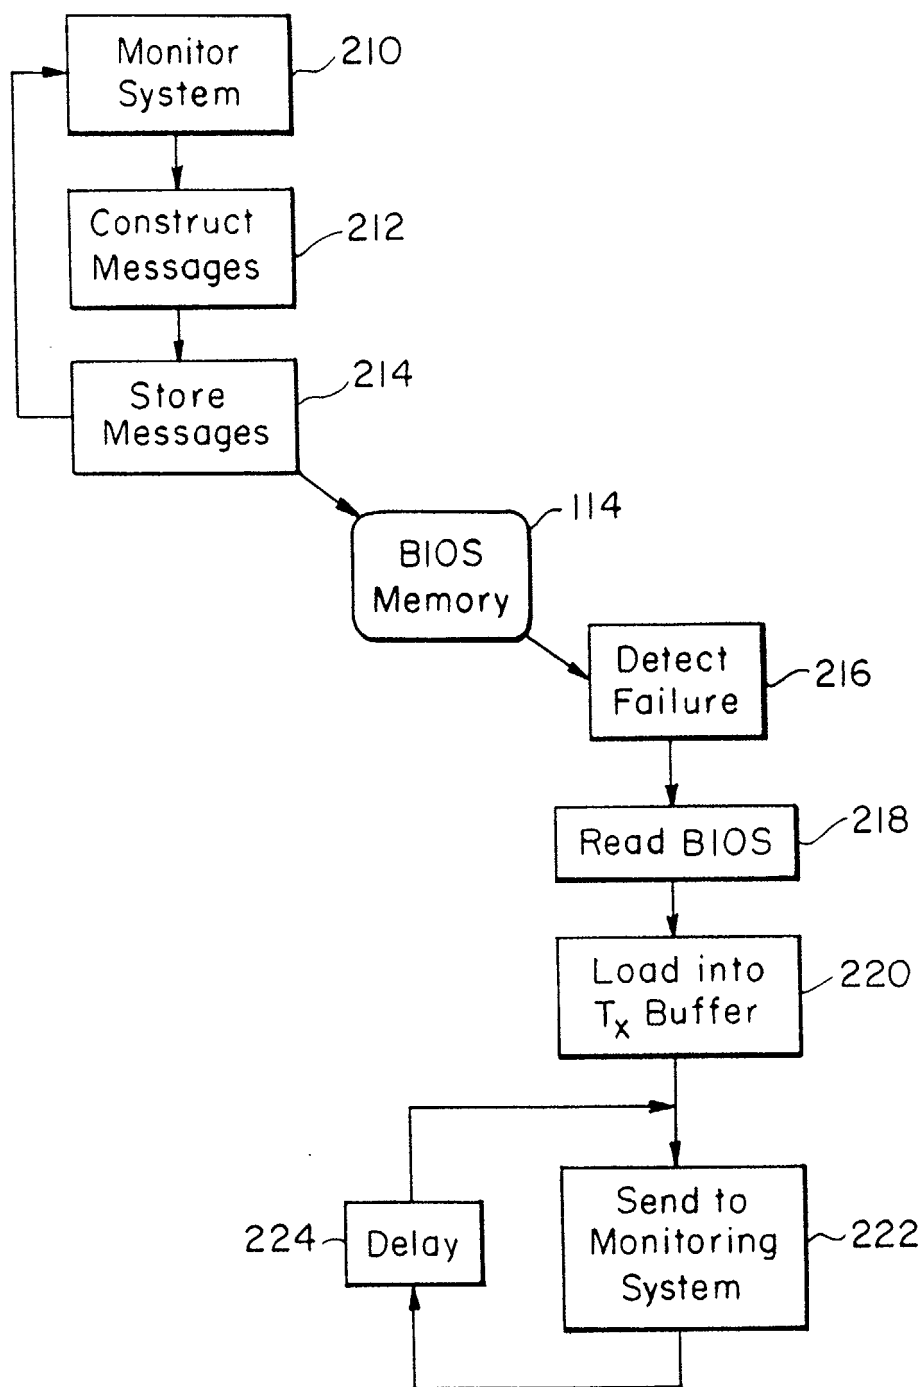 Monitor
System
210
Construct
Messages
212
Store
Messages
214
BIOS
Memory
114
Detect
Failure
216
Read BIOS
218
Load into
Tx Buffer
220
Send to
Monitoring
System
222
224
Delay